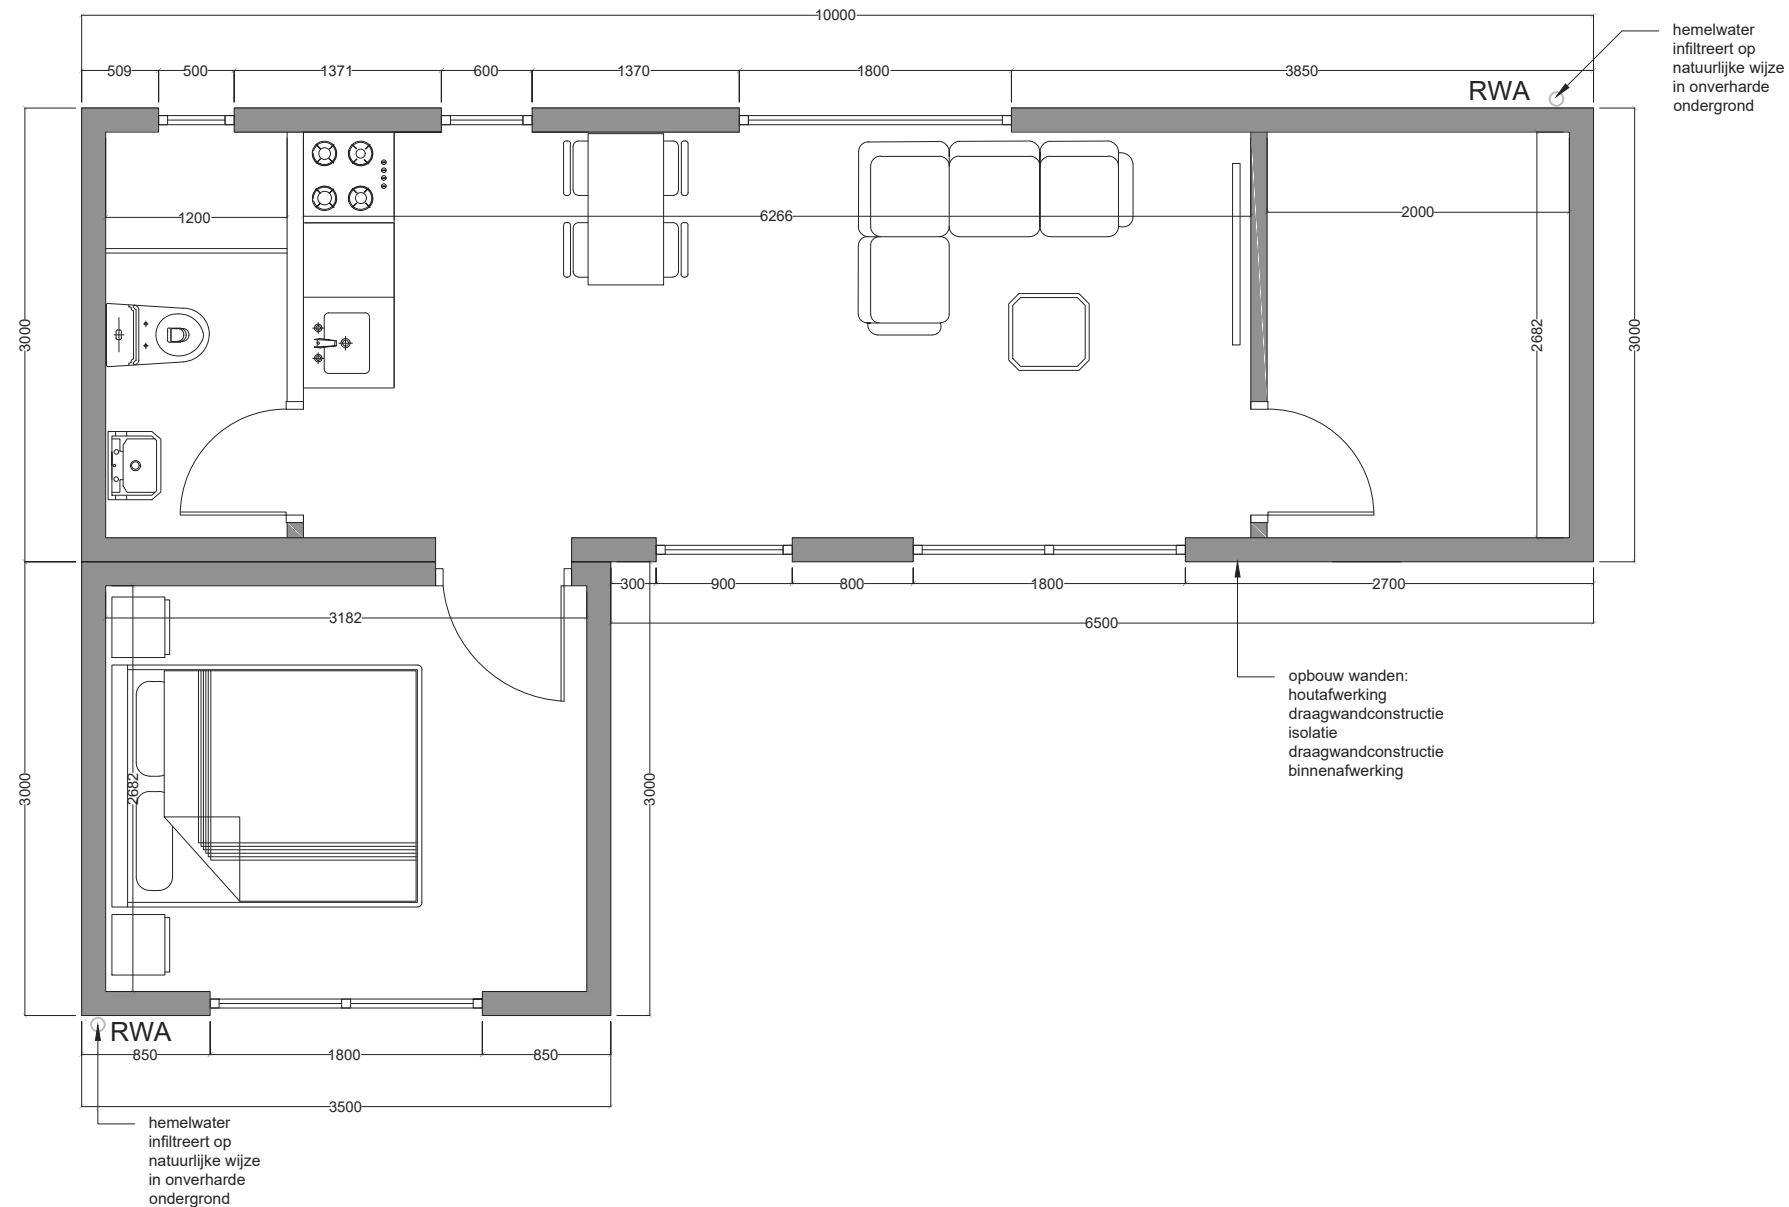 10000
509 500 1371 600 1370 1800 3850
RWA
hemelwater
infiltreert op
natuurlijke wijze
in onverharde
ondergrond
1200
6266
2000
3000
2682
3000
300 900 800 1800 2700
3182
6500
opbouw wanden:
houtafwerking
draagwandconstructie
isolatie
draagwandconstructie
binnenafwerking
3000
2682
3000
RWA
850 1800 850
3500
hemelwater
infiltreert op
natuurlijke wijze
in onverharde
ondergrond